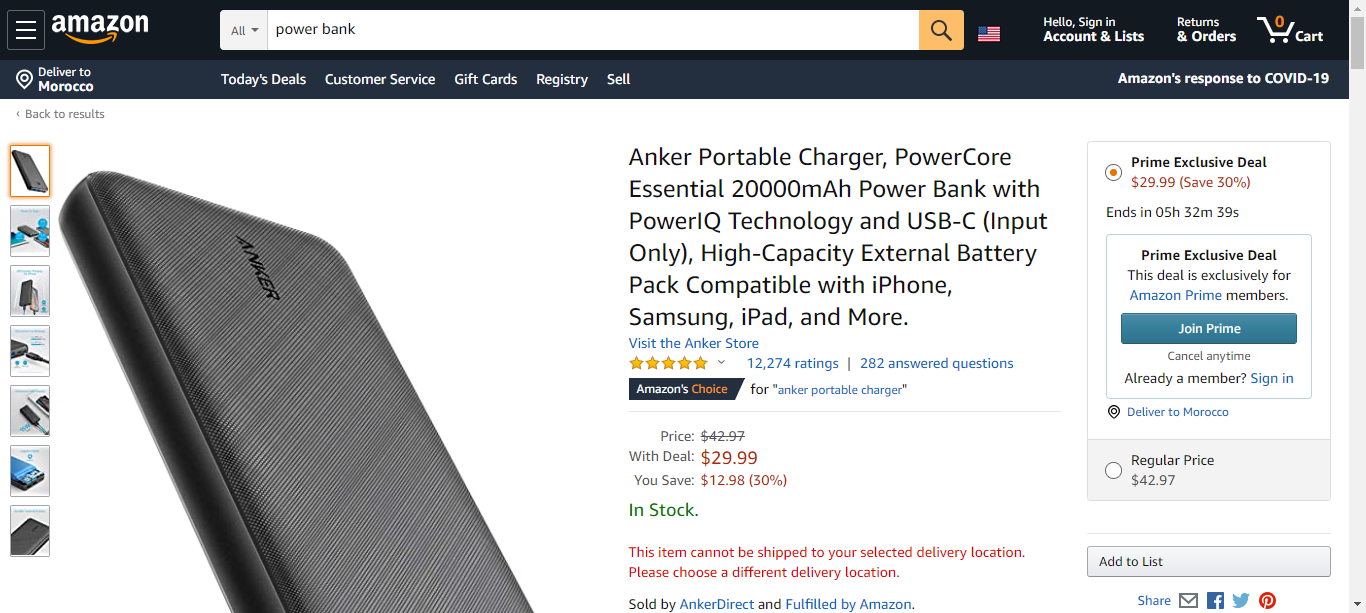 amazon
All
power bank
Hello, Sign in
Account & Lists
Returns
& Orders
0
Cart
Deliver to
Morocco
Today's Deals
Customer Service
Gift Cards
Registry
Sell
Amazon's response to COVID-19
‹ Back to results
ANKER
Anker Portable Charger, PowerCore
Essential 20000mAh Power Bank with
PowerIQ Technology and USB-C (Input
Only), High-Capacity External Battery
Pack Compatible with iPhone,
Samsung, iPad, and More.
Visit the Anker Store
12,274 ratings | 282 answered questions
Amazon's Choice for "anker portable charger"
Price: $42.97
With Deal: $29.99
You Save: $12.98 (30%)
In Stock.
This item cannot be shipped to your selected delivery location.
Please choose a different delivery location.
Sold by AnkerDirect and Fulfilled by Amazon.
Prime Exclusive Deal
$29.99 (Save 30%)
Ends in 05h 32m 39s
Prime Exclusive Deal
This deal is exclusively for
Amazon Prime members.
Join Prime
Cancel anytime
Already a member? Sign in
Deliver to Morocco
Regular Price
$42.97
Add to List
Share